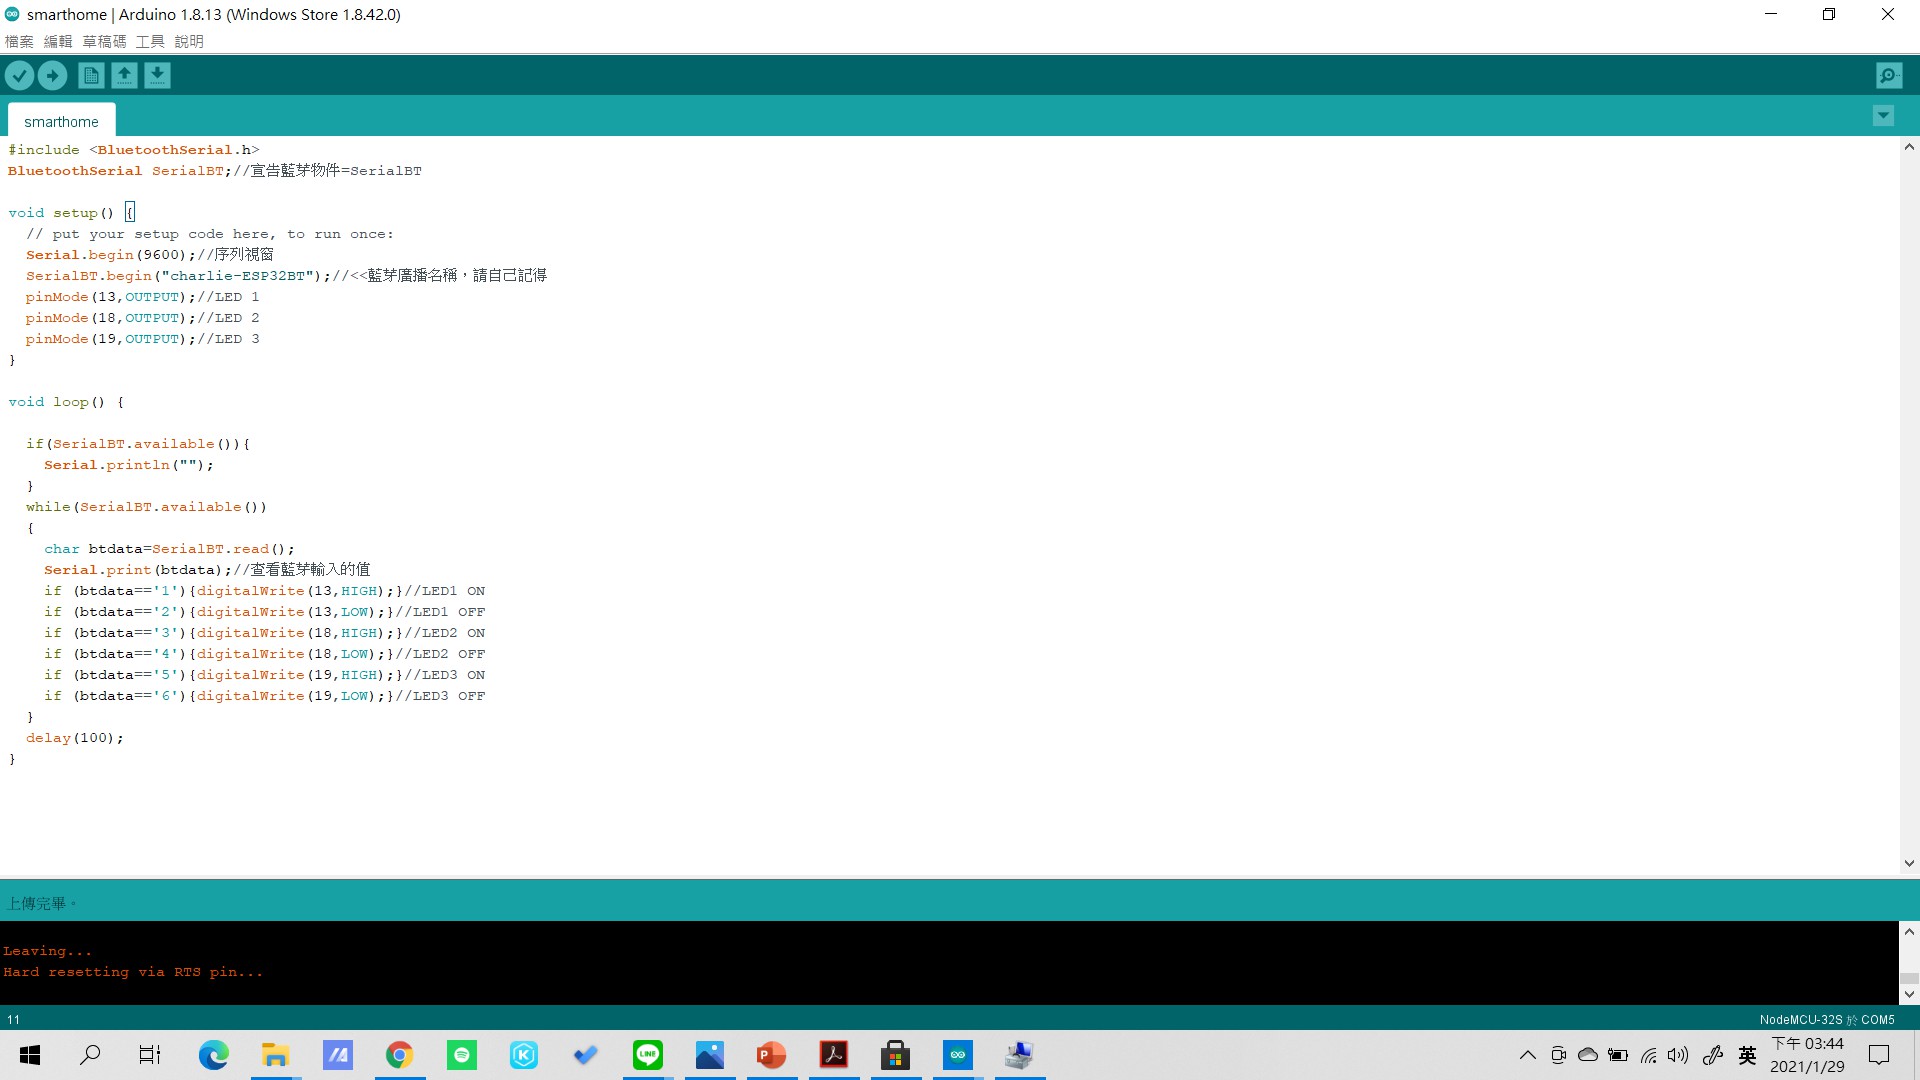 smarthome | Arduino 1.8.13 (Windows Store 1.8.42.0)
檔案 編輯 草稿碼 工具 說明
smarthome
#include <BluetoothSerial.h>
BluetoothSerial SerialBT;//宣告藍芽物件=SerialBT
void setup() {
// put your setup code here, to run once:
Serial.begin(9600);//序列視窗
SerialBT.begin("charlie-ESP32BT");//<<藍芽廣播名稱，請自己記得
pinMode(13,OUTPUT);//LED 1
pinMode(18,OUTPUT);//LED 2
pinMode(19,OUTPUT);//LED 3
}
void loop() {
if(SerialBT.available()){
Serial.println("");
}
while(SerialBT.available())
{
char btdata=SerialBT.read();
Serial.print(btdata);//查看藍芽輸入的值
if (btdata=='1'){digitalWrite(13,HIGH);}//LED1 ON
if (btdata=='2'){digitalWrite(13,LOW);}//LED1 OFF
if (btdata=='3'){digitalWrite(18,HIGH);}//LED2 ON
if (btdata=='4'){digitalWrite(18,LOW);}//LED2 OFF
if (btdata=='5'){digitalWrite(19,HIGH);}//LED3 ON
if (btdata=='6'){digitalWrite(19,LOW);}//LED3 OFF
}
delay(100);
}
上傳完畢。
Leaving...
Hard resetting via RTS pin...
11
NodeMCU-32S 於 COM5
LINE
英
下午 03:44
2021/1/29